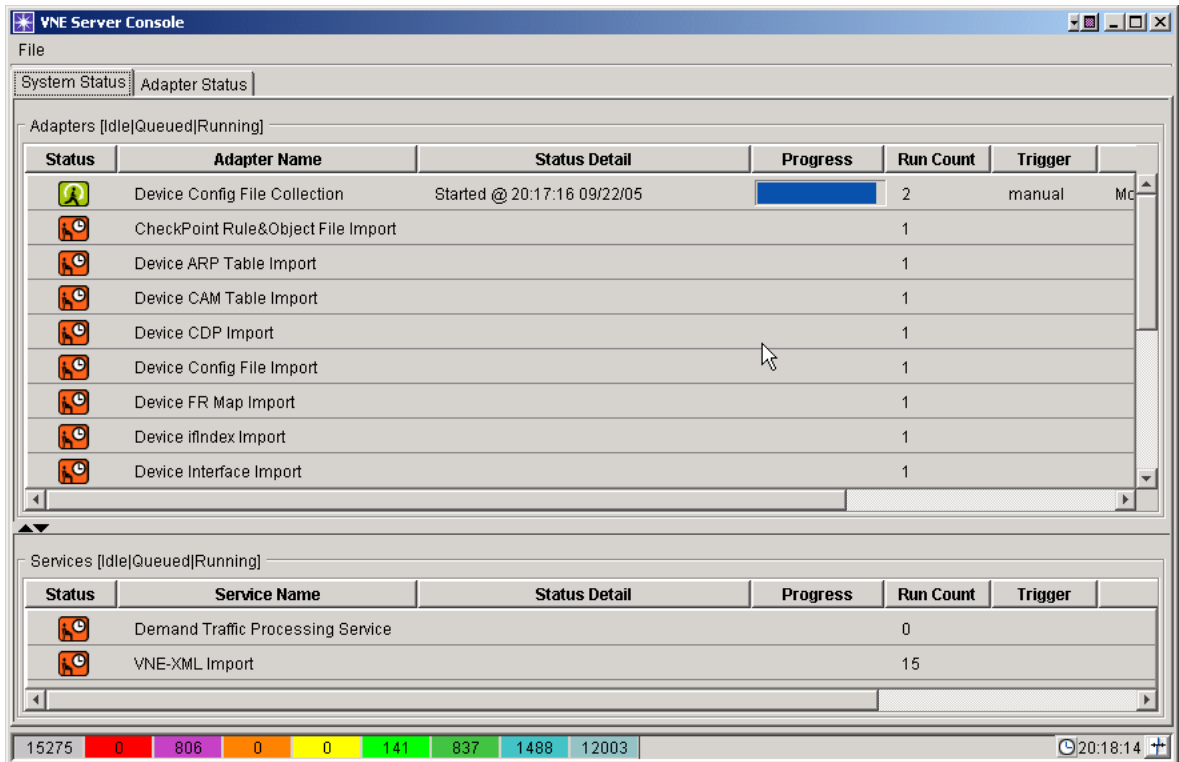 VNE Server Console
File
System Status Adapter Status
Adapters [Idle|Queued|Running]
Status Adapter Name Status Detail Progress Run Count Trigger
Device Config File Collection Started @ 20:17:16 09/22/05 2 manual Mo
CheckPoint Rule&Object File Import 1
Device ARP Table Import 1
Device CAM Table Import 1
Device CDP Import 1
Device Config File Import 1
Device FR Map Import 1
Device ifIndex Import 1
Device Interface Import 1
Services [Idle|Queued|Running]
Status Service Name Status Detail Progress Run Count Trigger
Demand Traffic Processing Service 0
VNE-XML Import 15
15275 0 806 0 0 141 837 1488 12003 20:18:14